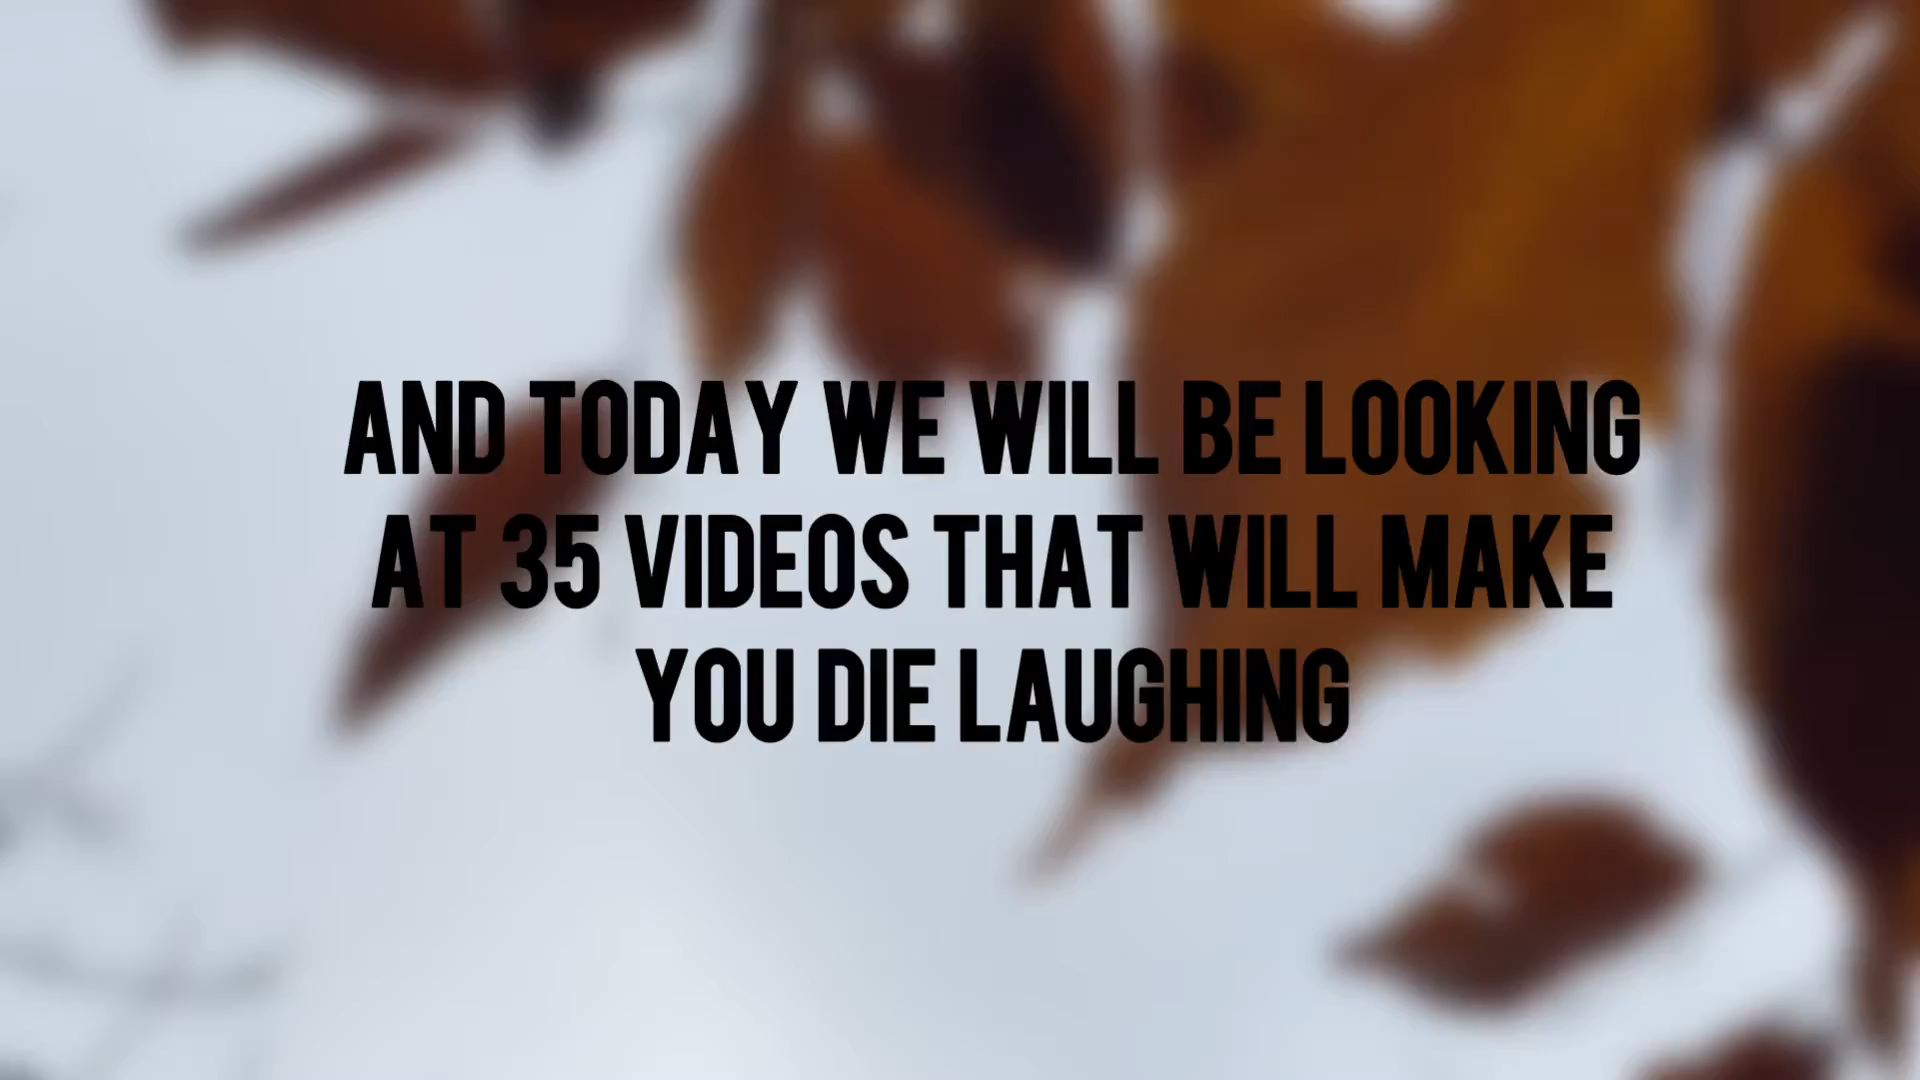 AND TODAY WE WILL BE LOOKING
AT 35 VIDEOS THAT WILL MAKE
YOU DIE LAUGHING